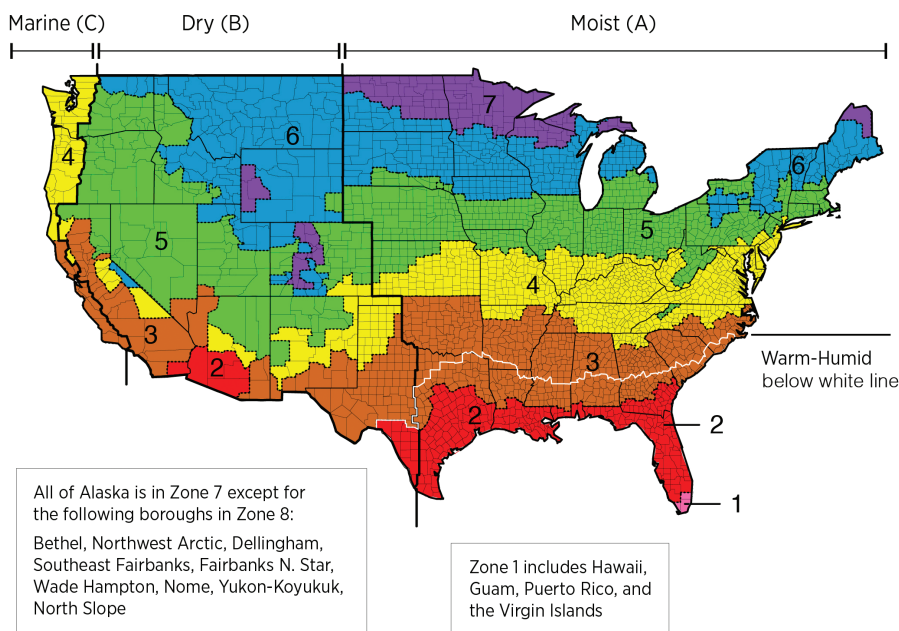 Marine (C)
Dry (B)
Moist (A)
7
6
4
6
5
5
4
3
3
Warm-Humid
below white line
2
2
2
1
All of Alaska is in Zone 7 except for
the following boroughs in Zone 8:
Bethel, Northwest Arctic, Dellingham,
Southeast Fairbanks, Fairbanks N. Star,
Wade Hampton, Nome, Yukon-Koyukuk,
North Slope
Zone 1 includes Hawaii,
Guam, Puerto Rico, and
the Virgin Islands